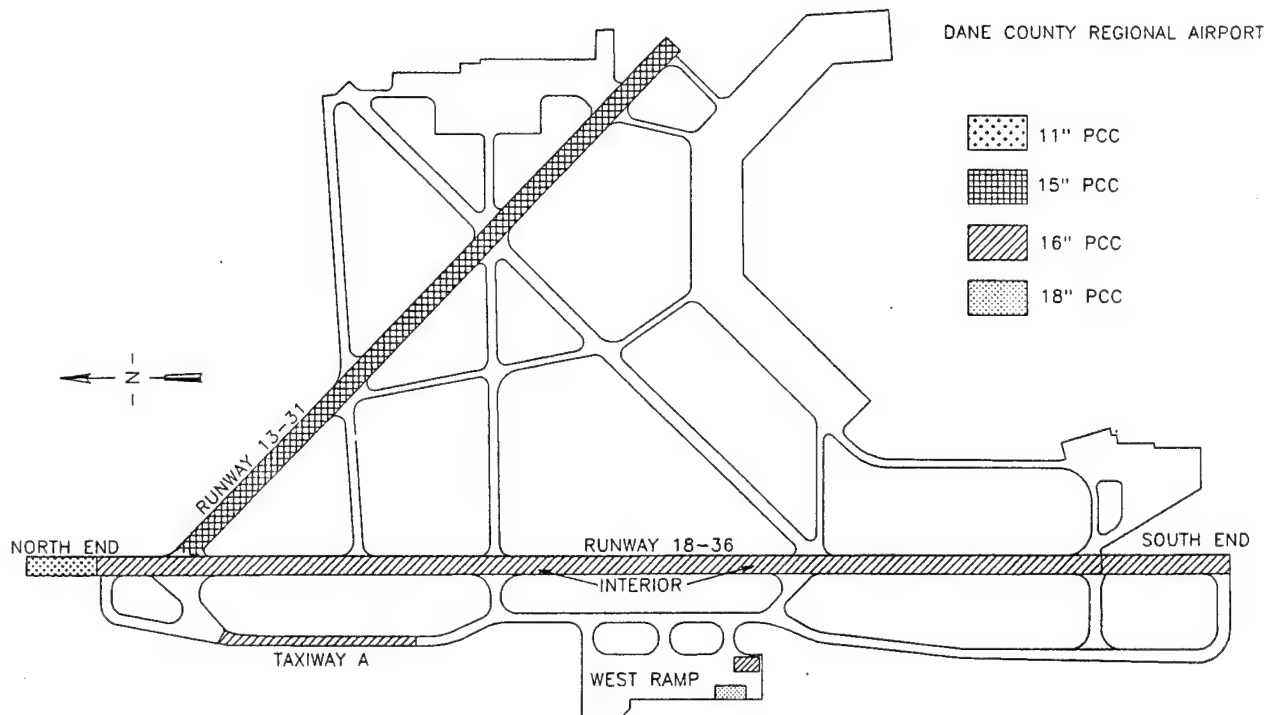 DANE COUNTY REGIONAL AIRPORT
11" PCC
15" PCC
16" PCC
18" PCC
N
RUNWAY 13-31
NORTH END
RUNWAY 18-36
SOUTH END
INTERIOR
TAXIWAY A
WEST RAMP